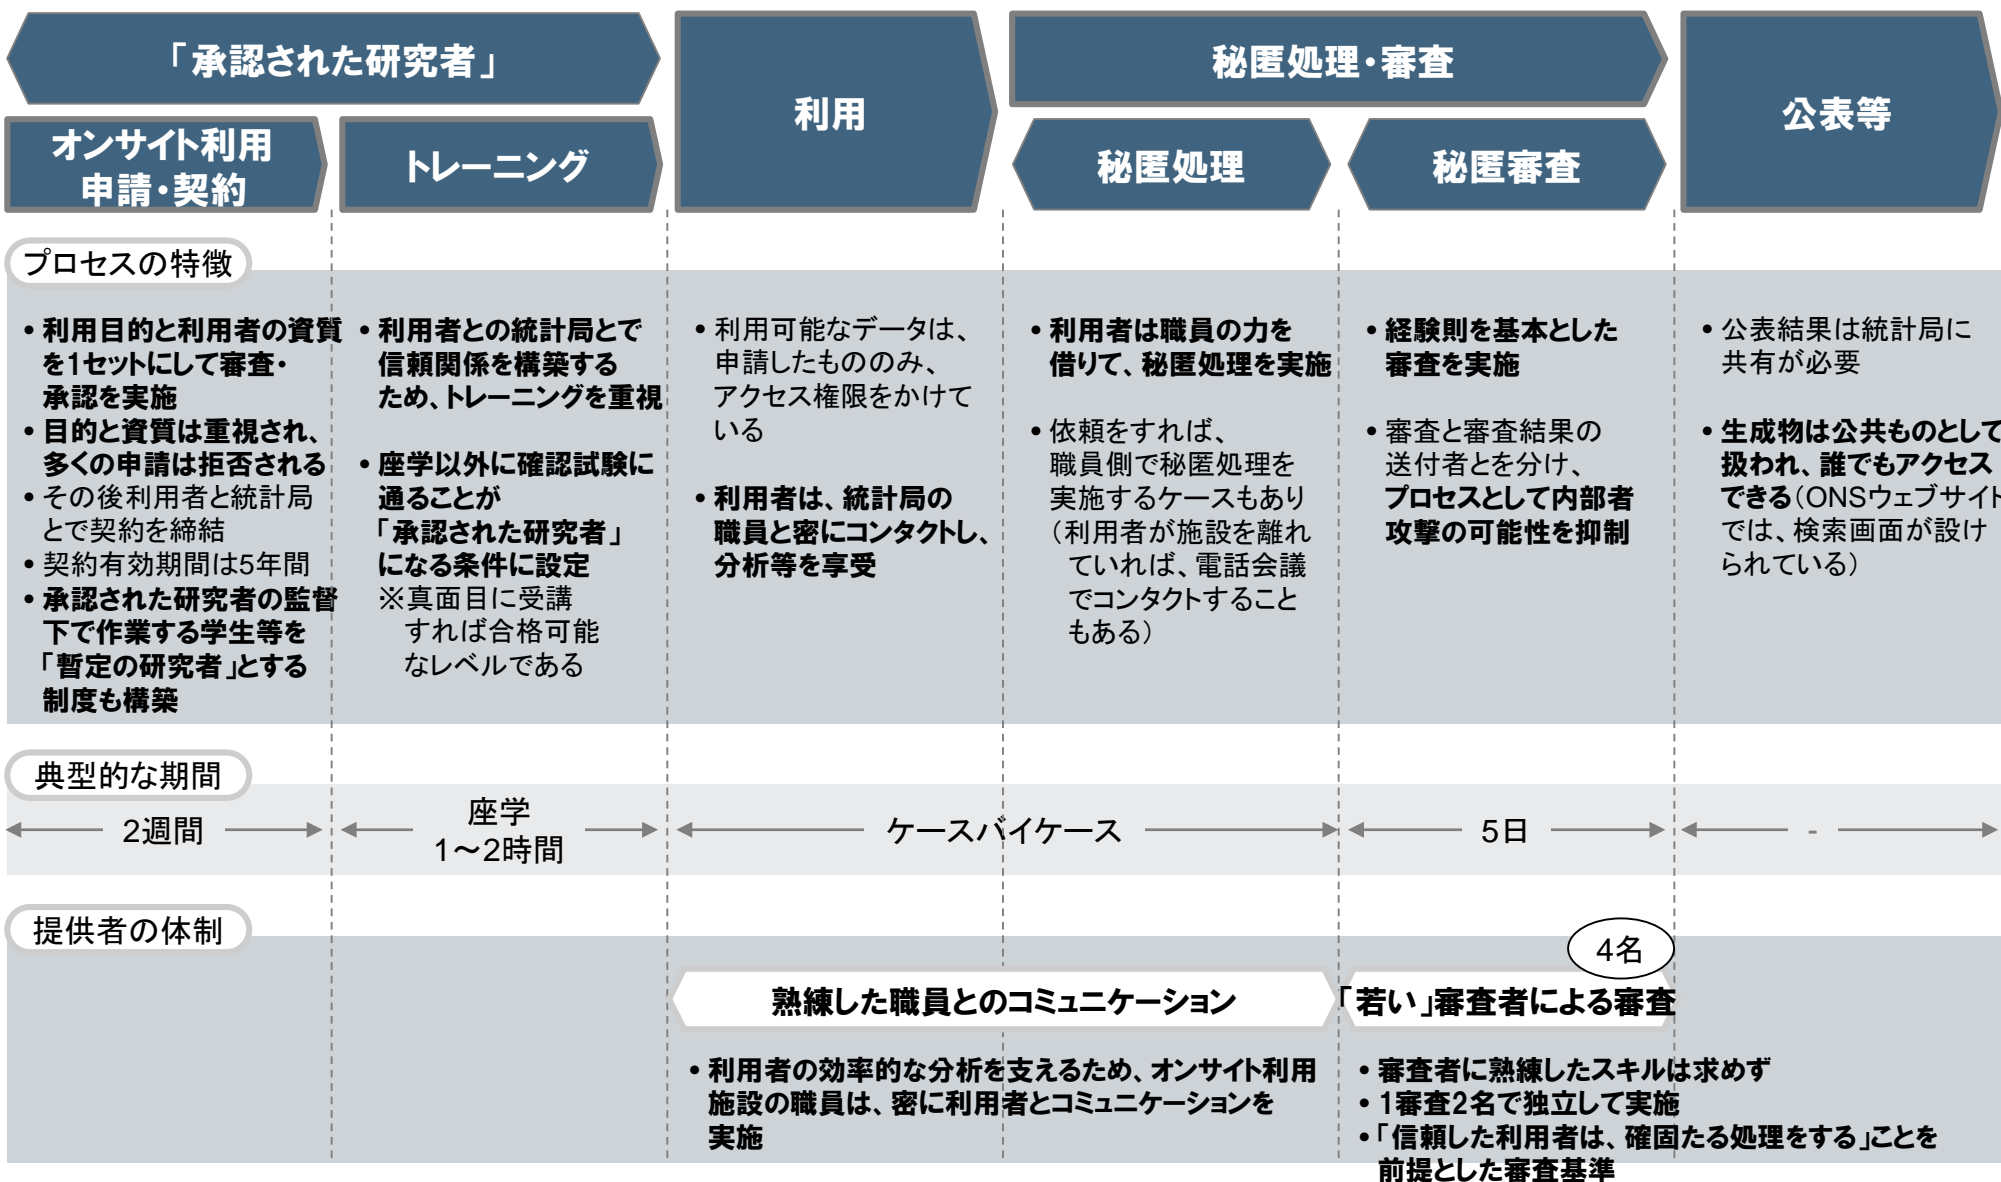 「承認された研究者」
利用
秘匿処理・審査
公表等
オンサイト利用
申請・契約
トレーニング
秘匿処理
秘匿審査
プロセスの特徴
• 利用目的と利用者の資質
を1セットにして審査・
承認を実施
• 目的と資質は重視され、
多くの申請は拒否される
• その後利用者と統計局
とで契約を締結
• 契約有効期間は5年間
• 承認された研究者の監督
下で作業する学生等を
「暫定の研究者」とする
制度も構築
• 利用者との統計局とで
信頼関係を構築する
ため、トレーニングを重視
• 座学以外に確認試験に
通ることが
「承認された研究者」
になる条件に設定
※真面目に受講
すれば合格可能
なレベルである
• 利用可能なデータは、
申請したもののみ、
アクセス権限をかけて
いる
• 利用者は、統計局の
職員と密にコンタクトし、
分析等を享受
• 利用者は職員の力を
借りて、秘匿処理を実施
• 依頼をすれば、
職員側で秘匿処理を
実施するケースもあり
（利用者が施設を離れ
ていれば、電話会議
でコンタクトすること
もある）
• 経験則を基本とした
審査を実施
• 審査と審査結果の
送付者とを分け、
プロセスとして内部者
攻撃の可能性を抑制
• 公表結果は統計局に
共有が必要
• 生成物は公共ものとして
扱われ、誰でもアクセス
できる（ONSウェブサイト
では、検索画面が設け
られている）
典型的な期間
2週間
座学
1～2時間
ケースバイケース
5日
-
提供者の体制
4名
熟練した職員とのコミュニケーション
「若い」審査者による審査
• 利用者の効率的な分析を支えるため、オンサイト利用
施設の職員は、密に利用者とコミュニケーションを
実施
• 審査者に熟練したスキルは求めず
• 1審査2名で独立して実施
• 「信頼した利用者は、確固たる処理をする」ことを
前提とした審査基準